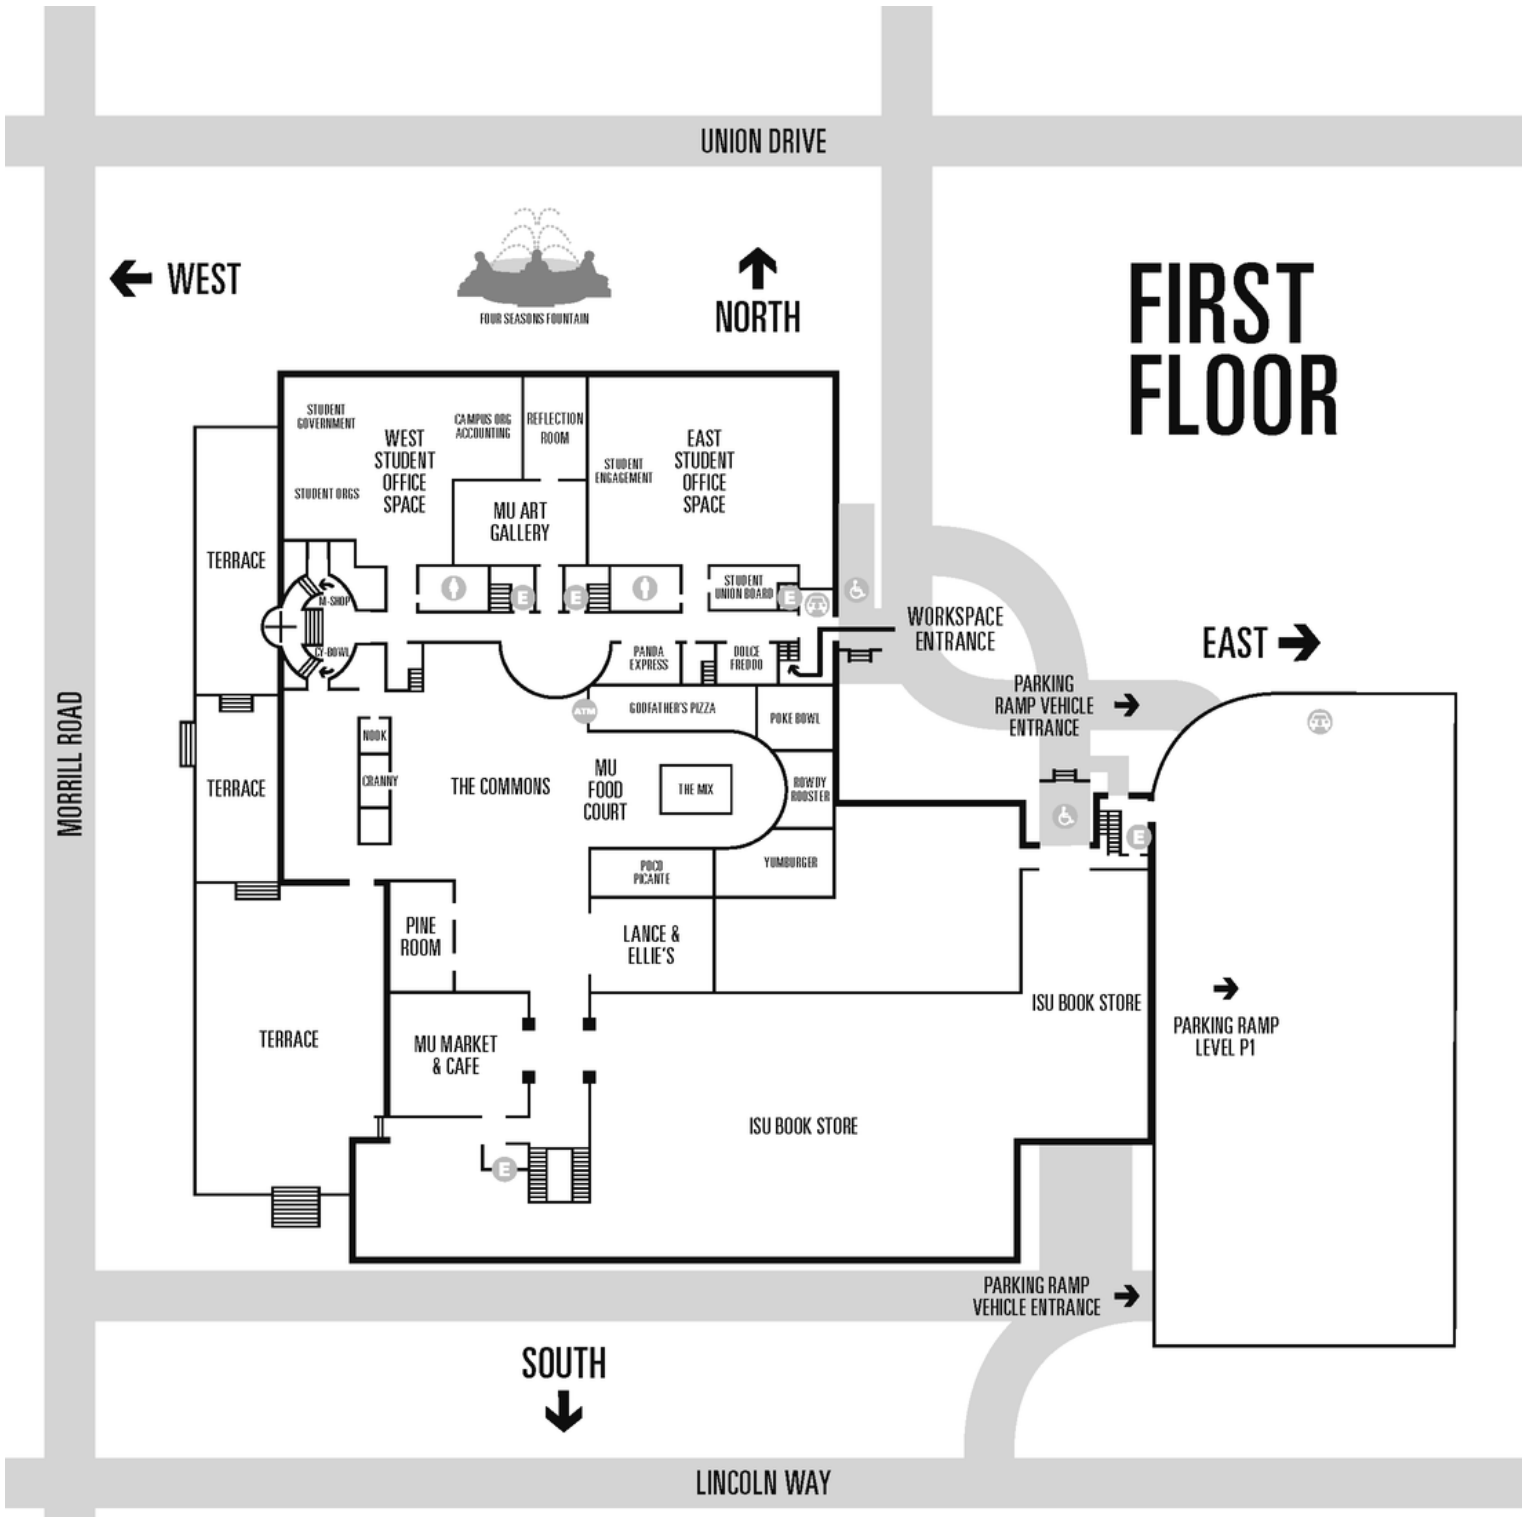 UNION DRIVE
WEST
NORTH
FOUR SEASONS FOUNTAIN
FIRST
FLOOR
STUDENT
GOVERNMENT
CAMPUS ORG
ACCOUNTING
REFLECTION
ROOM
WEST
STUDENT
OFFICE
SPACE
EAST
STUDENT
OFFICE
SPACE
STUDENT
ENGAGEMENT
STUDENT ORGS
MU ART
GALLERY
TERRACE
STUDENT
UNION BOARD
E
E
E
M-SHOP
CY-BOWL
WORKSPACE
ENTRANCE
EAST
PANDA
EXPRESS
DOLCE
FREDDO
PARKING
RAMP VEHICLE
ENTRANCE
ATM
GODFATHER'S PIZZA
POKE BOWL
NOOK
CRANNY
THE COMMONS
MU
FOOD
COURT
THE MIX
ROWDY
ROOSTER
TERRACE
MORRILL ROAD
E
POCO
PICANTE
YUMBURGER
PINE
ROOM
LANCE &
ELLIE'S
ISU BOOK STORE
PARKING RAMP
LEVEL P1
TERRACE
MU MARKET
& CAFE
ISU BOOK STORE
E
PARKING RAMP
VEHICLE ENTRANCE
SOUTH
LINCOLN WAY